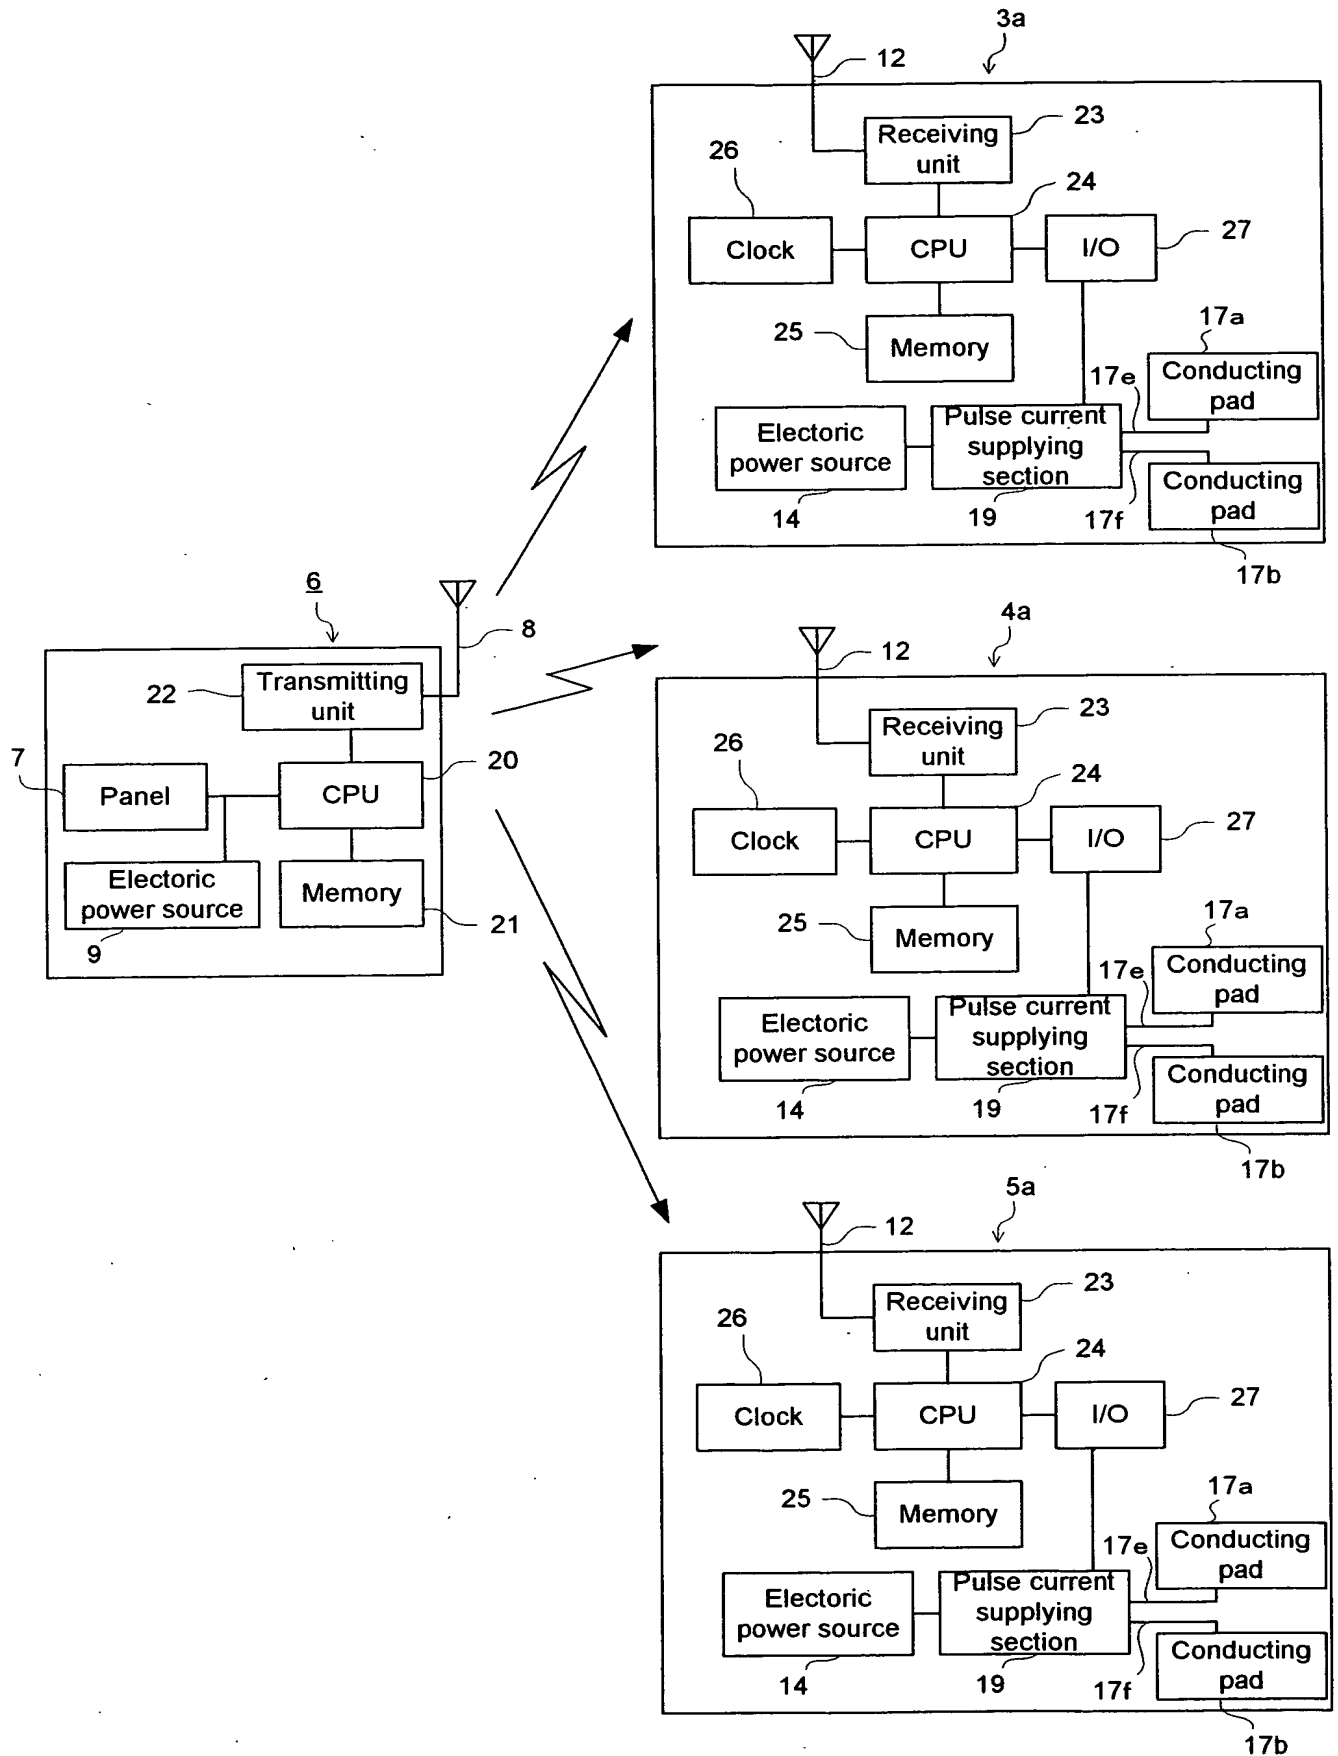 6
8
22
Transmitting
unit
7
Panel
20
CPU
Electoric
power source
9
Memory
21
3a
12
23
Receiving
unit
26
24
Clock
CPU
I/O
27
25
Memory
17a
17e
Conducting
pad
Electoric
power source
14
Pulse current
supplying
section
19
17f
Conducting
pad
17b
4a
12
23
Receiving
unit
26
24
Clock
CPU
I/O
27
25
Memory
17a
17e
Conducting
pad
Electoric
power source
14
Pulse current
supplying
section
19
17f
Conducting
pad
17b
5a
12
23
Receiving
unit
26
24
Clock
CPU
I/O
27
25
Memory
17a
17e
Conducting
pad
Electoric
power source
14
Pulse current
supplying
section
19
17f
Conducting
pad
17b